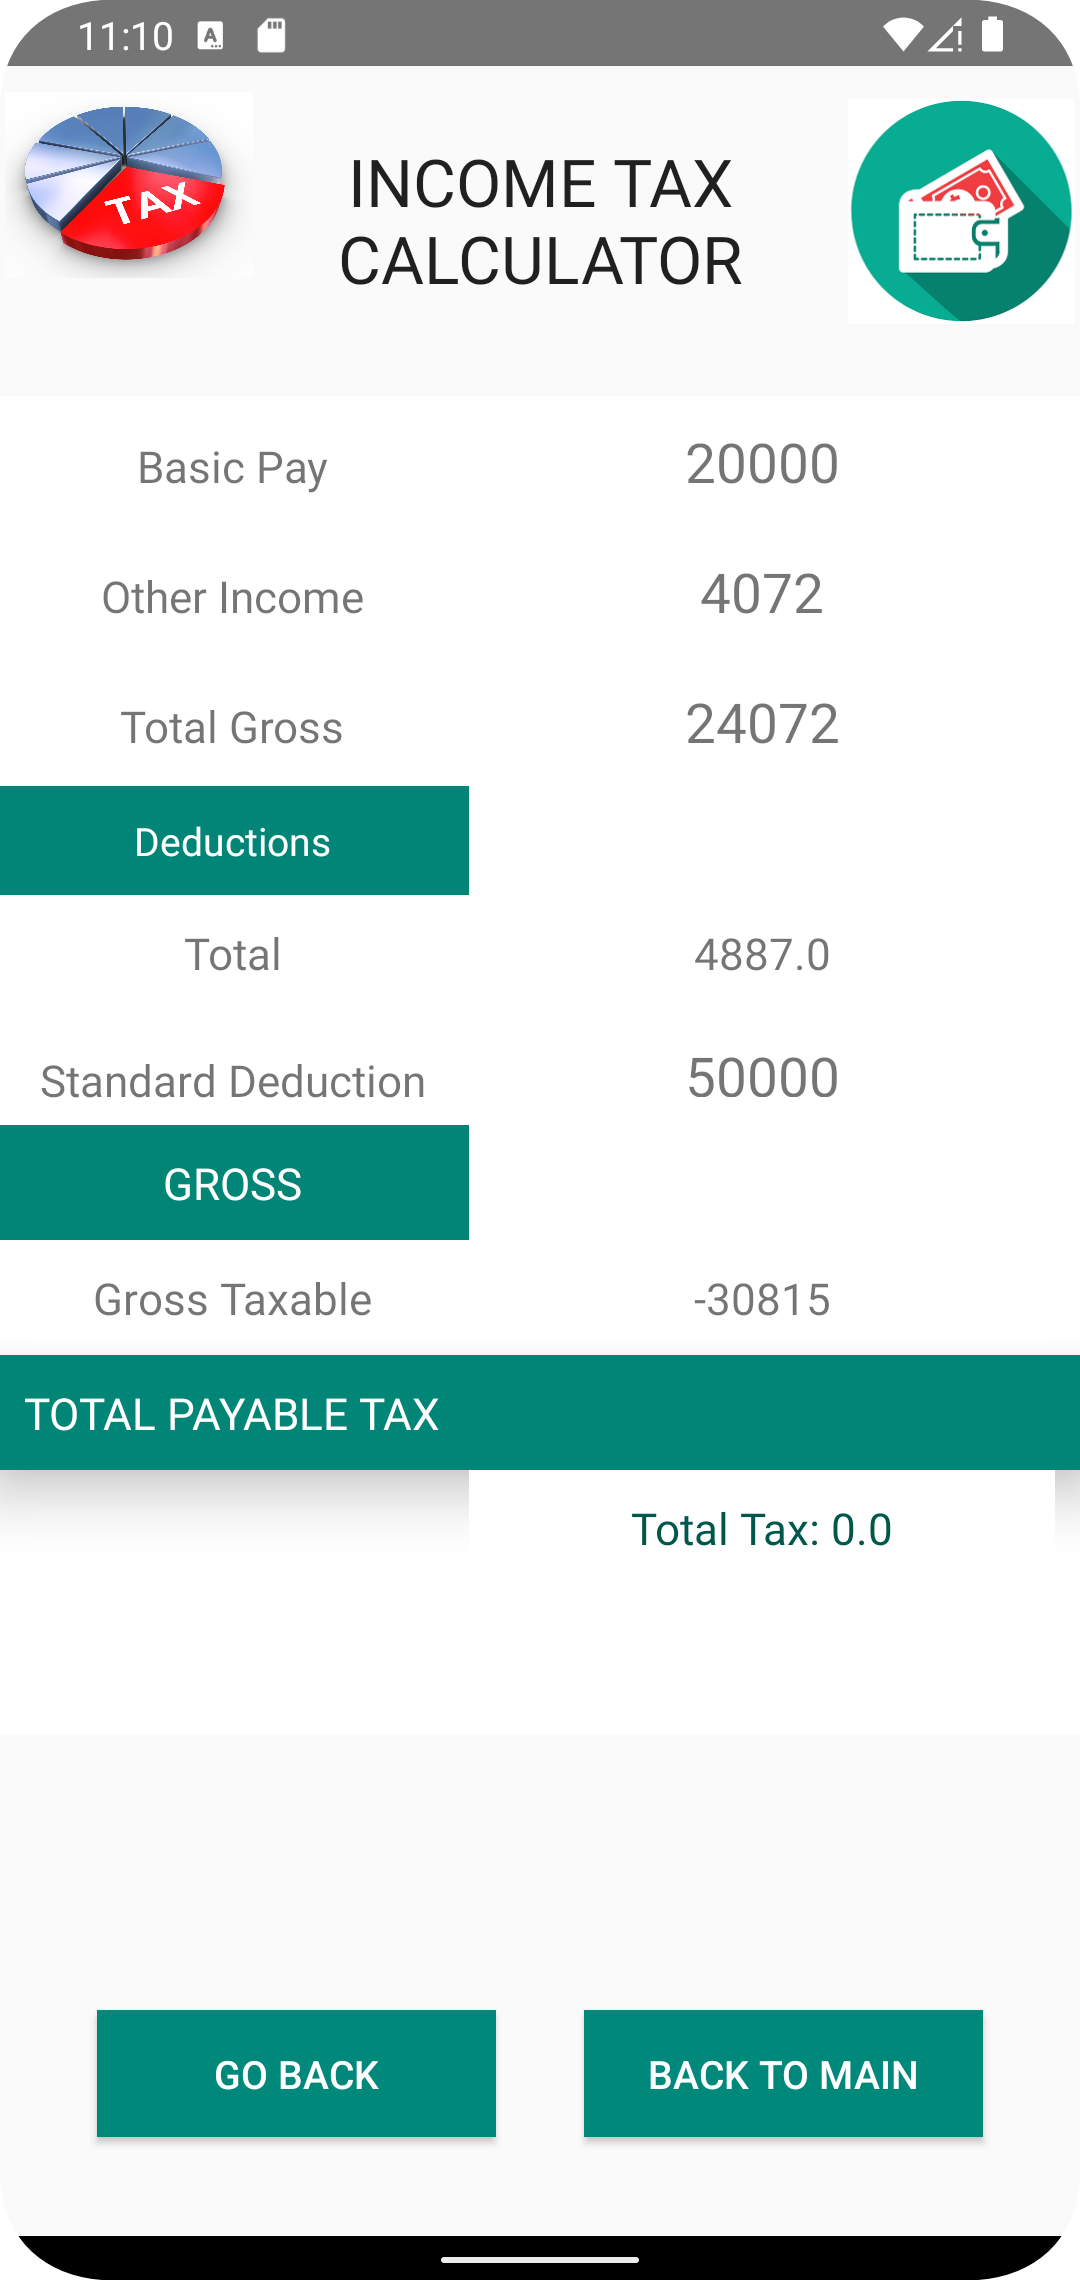 11:10
TAX
INCOME TAX
CALCULATOR
Basic Pay 20000
Other Income 4072
Total Gross 24072
Deductions
Total 4887.0
Standard Deduction 50000
GROSS
Gross Taxable -30815
TOTAL PAYABLE TAX
Total Tax: 0.0
GO BACK BACK TO MAIN